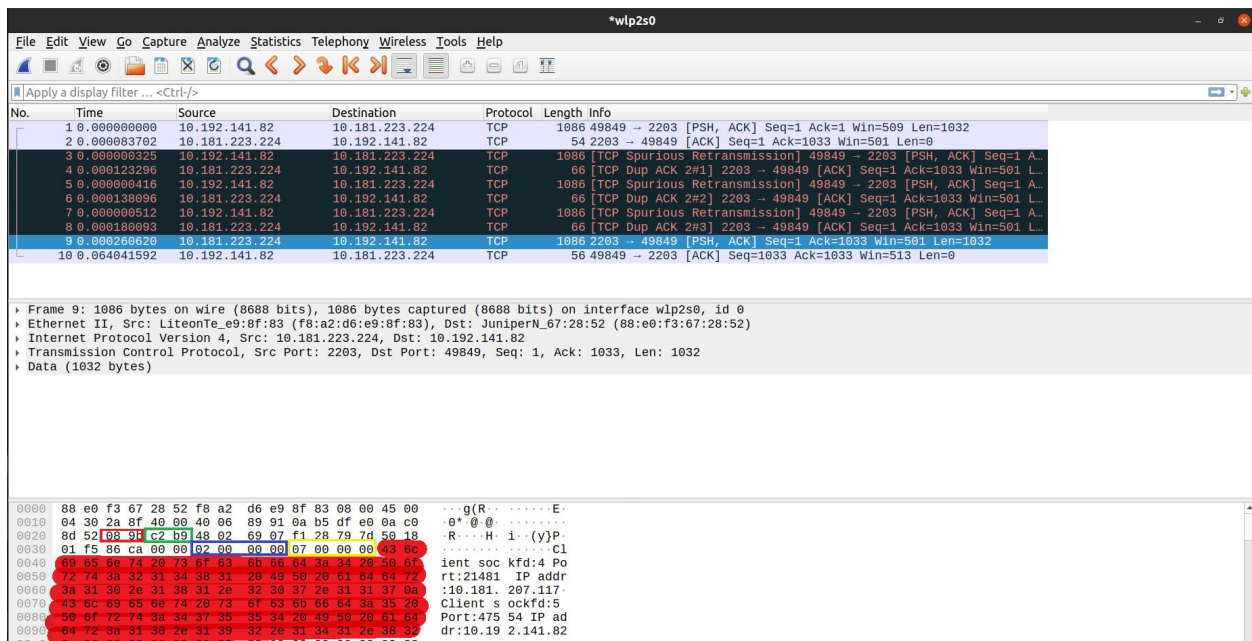 *wlp2s0
File Edit View Go Capture Analyze Statistics Telephony Wireless Tools Help
Apply a display filter ... <Ctrl-/>
No. Time Source Destination Protocol Length Info
1 0.000000000 10.192.141.82 10.181.223.224 TCP 1086 49849 → 2203 [PSH, ACK] Seq=1 Ack=1 Win=509 Len=1032
2 0.000083702 10.181.223.224 10.192.141.82 TCP 54 2203 → 49849 [ACK] Seq=1 Ack=1033 Win=501 Len=0
3 0.000000325 10.192.141.82 10.181.223.224 TCP 1086 [TCP Spurious Retransmission] 49849 → 2203 [PSH, ACK] Seq=1 A…
4 0.000123296 10.181.223.224 10.192.141.82 TCP 66 [TCP Dup ACK 2#1] 2203 → 49849 [ACK] Seq=1 Ack=1033 Win=501 L…
5 0.000000416 10.192.141.82 10.181.223.224 TCP 1086 [TCP Spurious Retransmission] 49849 → 2203 [PSH, ACK] Seq=1 A…
6 0.000138096 10.181.223.224 10.192.141.82 TCP 66 [TCP Dup ACK 2#2] 2203 → 49849 [ACK] Seq=1 Ack=1033 Win=501 L…
7 0.000000512 10.192.141.82 10.181.223.224 TCP 1086 [TCP Spurious Retransmission] 49849 → 2203 [PSH, ACK] Seq=1 A…
8 0.000180093 10.181.223.224 10.192.141.82 TCP 66 [TCP Dup ACK 2#3] 2203 → 49849 [ACK] Seq=1 Ack=1033 Win=501 L…
9 0.000260620 10.181.223.224 10.192.141.82 TCP 1086 2203 → 49849 [PSH, ACK] Seq=1 Ack=1033 Win=501 Len=1032
10 0.064041592 10.192.141.82 10.181.223.224 TCP 56 49849 → 2203 [ACK] Seq=1033 Ack=1033 Win=513 Len=0
Frame 9: 1086 bytes on wire (8688 bits), 1086 bytes captured (8688 bits) on interface wlp2s0, id 0
Ethernet II, Src: LiteonTe_e9:8f:83 (f8:a2:d6:e9:8f:83), Dst: JuniperN_67:28:52 (88:e0:f3:67:28:52)
Internet Protocol Version 4, Src: 10.181.223.224, Dst: 10.192.141.82
Transmission Control Protocol, Src Port: 2203, Dst Port: 49849, Seq: 1, Ack: 1033, Len: 1032
Data (1032 bytes)
0000 88 e0 f3 67 28 52 f8 a2 d6 e9 8f 83 08 00 45 00 ···g(R·· ······E·
0010 04 30 2a 8f 40 00 40 06 89 91 0a b5 df e0 0a c0 ·0*·@·@· ········
0020 8d 52 08 9b c2 b9 48 02 69 07 f1 28 79 7d 50 18 ·R····H· i··(y}P·
0030 01 f5 86 ca 00 00 02 00 00 00 07 00 00 00 43 6c ········ ······Cl
0040 69 65 6e 74 20 73 6f 63 6b 66 64 3a 34 20 50 6f ient soc kfd:4 Po
0050 72 74 3a 32 31 34 38 31 20 49 50 20 61 64 64 72 rt:21481 IP addr
0060 3a 31 30 2e 31 38 31 2e 32 30 37 2e 31 31 37 0a :10.181. 207.117·
0070 43 6c 69 65 6e 74 20 73 6f 63 6b 66 64 3a 35 20 Client s ockfd:5
0080 50 6f 72 74 3a 34 37 35 35 34 20 49 50 20 61 64 Port:475 54 IP ad
0090 64 72 3a 31 30 2e 31 39 32 2e 31 34 31 2e 38 32 dr:10.19 2.141.82